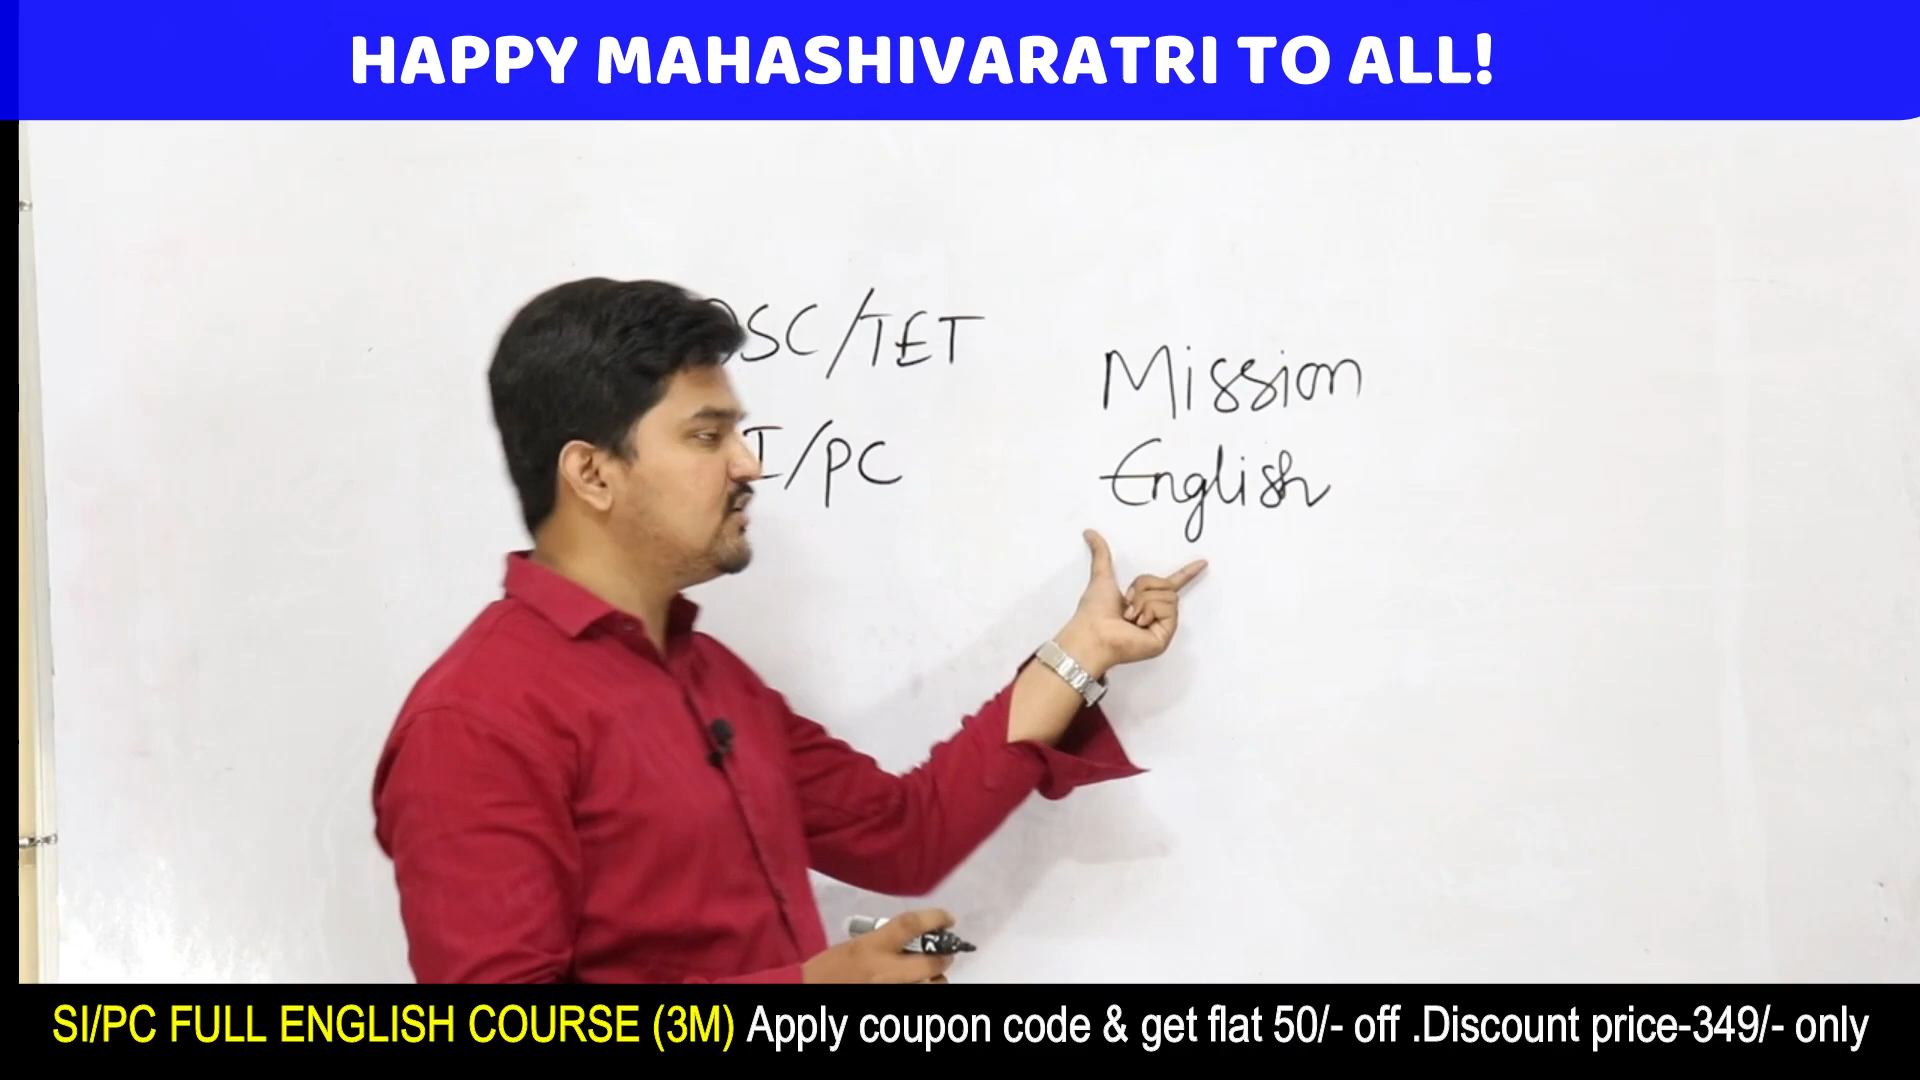 HAPPY MAHASHIVARATRI TO ALL!
DSC/TET
I/PC
Mission
English
SI/PC FULL ENGLISH COURSE (3M) Apply coupon code & get flat 50/- off .Discount price-349/- only